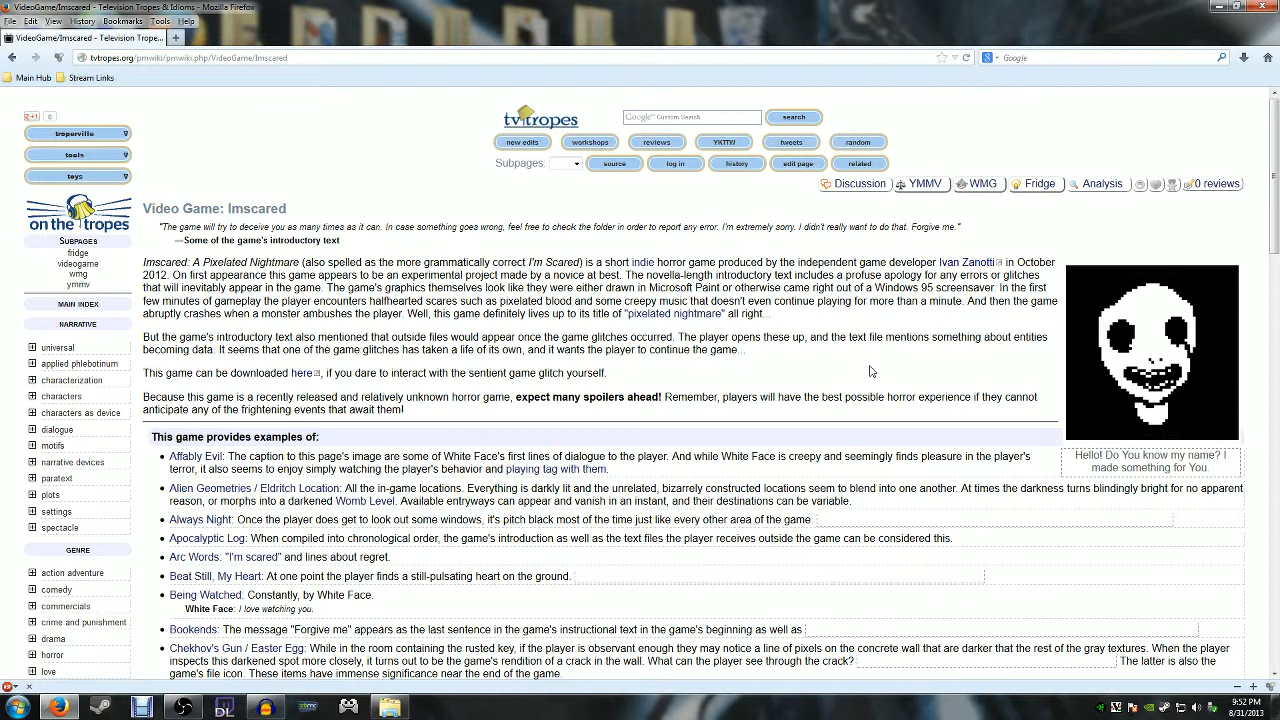 VideoGame/Imscared - Television Tropes & Idioms - Mozilla Firefox
File Edit View History Bookmarks Tools Help
VideoGame/Imscared - Television Trope... +
tvtropes.org/pmwiki/pmwiki.php/VideoGame/Imscared
Google
Main Hub Stream Links
+1 0
troperville
tools
toys
tv tropes
Google™ Custom Search search
new edits workshops reviews YKTTW tweets random
Subpages: source log in history edit page related
Discussion YMMV WMG Fridge Analysis 0 reviews
on the tropes
SUBPAGES
fridge
videogame
wmg
ymmv
MAIN INDEX
NARRATIVE
universal
applied phlebotinum
characterization
characters
characters as device
dialogue
motifs
narrative devices
paratext
plots
settings
spectacle
GENRE
action adventure
comedy
commercials
crime and punishment
drama
horror
love
Video Game: Imscared
"The game will try to deceive you as many times as it can. In case something goes wrong, feel free to check the folder in order to report any error. I'm extremely sorry. I didn't really want to do that. Forgive me."
—Some of the game's introductory text
Imscared: A Pixelated Nightmare (also spelled as the more grammatically correct I'm Scared) is a short indie horror game produced by the independent game developer Ivan Zanotti in October
2012. On first appearance this game appears to be an experimental project made by a novice at best. The novella-length introductory text includes a profuse apology for any errors or glitches
that will inevitably appear in the game. The game's graphics themselves look like they were either drawn in Microsoft Paint or otherwise came right out of a Windows 95 screensaver. In the first
few minutes of gameplay the player encounters halfhearted scares such as pixelated blood and some creepy music that doesn't even continue playing for more than a minute. And then the game
abruptly crashes when a monster ambushes the player. Well, this game definitely lives up to its title of "pixelated nightmare" all right...
But the game's introductory text also mentioned that outside files would appear once the game glitches occurred. The player opens these up, and the text file mentions something about entities
becoming data. It seems that one of the game glitches has taken a life of its own, and it wants the player to continue the game...
This game can be downloaded here, if you dare to interact with the sentient game glitch yourself.
Because this game is a recently released and relatively unknown horror game, expect many spoilers ahead! Remember, players will have the best possible horror experience if they cannot
anticipate any of the frightening events that await them!
Hello! Do You know my name? I
made something for You.
This game provides examples of:
Affably Evil: The caption to this page's image are some of White Face's first lines of dialogue to the player. And while White Face is creepy and seemingly finds pleasure in the player's
terror, it also seems to enjoy simply watching the player's behavior and playing tag with them.
Alien Geometries / Eldritch Location: All the in-game locations. Everything is darkly lit and the unrelated, bizarrely constructed locations seem to blend into one another. At times the darkness turns blindingly bright for no apparent
reason, or morphs into a darkened Womb Level. Available entryways can appear and vanish in an instant, and their destinations can be variable.
Always Night: Once the player does get to look out some windows, it's pitch black most of the time just like every other area of the game.
Apocalyptic Log: When compiled into chronological order, the game's introduction as well as the text files the player receives outside the game can be considered this.
Arc Words: "I'm scared" and lines about regret.
Beat Still, My Heart: At one point the player finds a still-pulsating heart on the ground.
Being Watched: Constantly, by White Face.
White Face: I love watching you.
Bookends: The message "Forgive me" appears as the last sentence in the game's instructional text in the game's beginning as well as
Chekhov's Gun / Easter Egg: While in the room containing the rusted key, if the player is observant enough they may notice a line of pixels on the concrete wall that are darker that the rest of the gray textures. When the player
inspects this darkened spot more closely, it turns out to be the game's rendition of a crack in the wall. What can the player see through the crack? The latter is also the
game's file icon. These items have immense significance near the end of the game.
DL
9:52 PM
8/31/2013